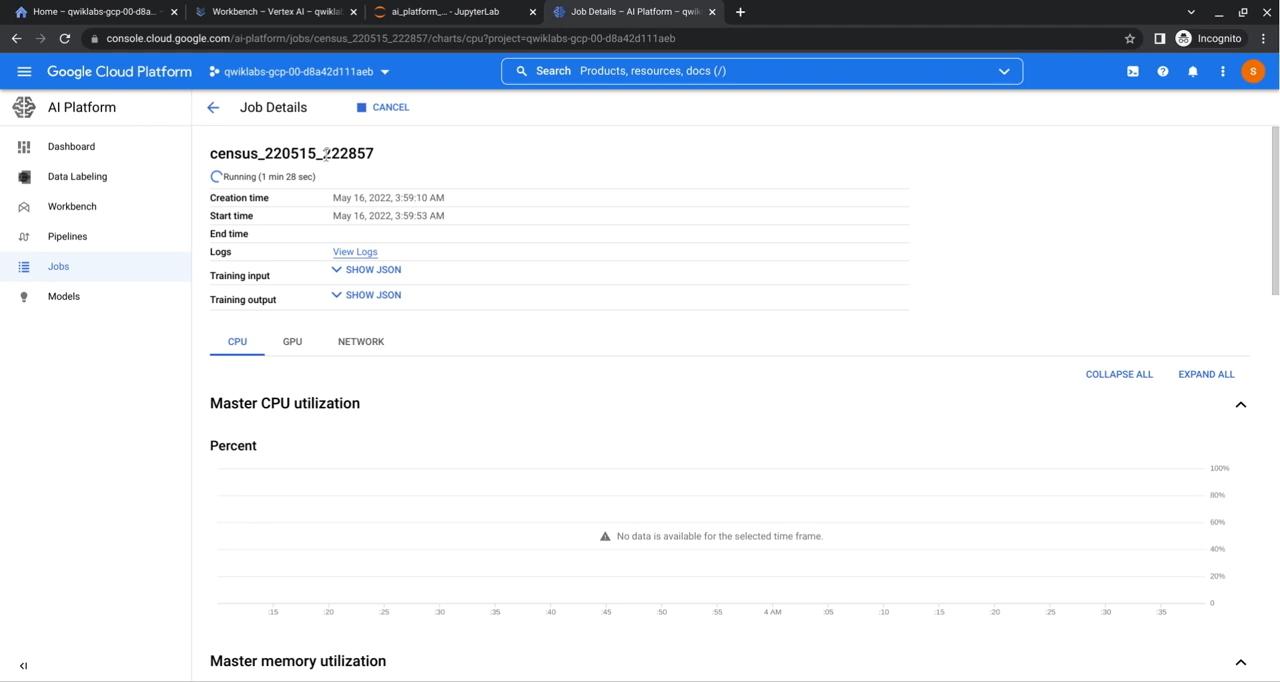 Home – qwiklabs-gcp-00-d8a...
Workbench – Vertex AI – qwikla
ai_platform_... - JupyterLab
Job Details – AI Platform – qwik
console.cloud.google.com/ai-platform/jobs/census_220515_222857/charts/cpu?project=qwiklabs-gcp-00-d8a42d111aeb
Incognito
Google Cloud Platform
qwiklabs-gcp-00-d8a42d111aeb
Search Products, resources, docs (/)
S
AI Platform
Job Details
CANCEL
Dashboard
Data Labeling
Workbench
Pipelines
Jobs
Models
census_220515_222857
Running (1 min 28 sec)
Creation time May 16, 2022, 3:59:10 AM
Start time May 16, 2022, 3:59:53 AM
End time
Logs View Logs
Training input SHOW JSON
Training output SHOW JSON
CPU GPU NETWORK
COLLAPSE ALL EXPAND ALL
Master CPU utilization
Percent
100%
80%
60%
No data is available for the selected time frame.
40%
20%
0
:15 :20 :25 :30 :35 :40 :45 :50 :55 4 AM :05 :10 :15 :20 :25 :30 :35
Master memory utilization